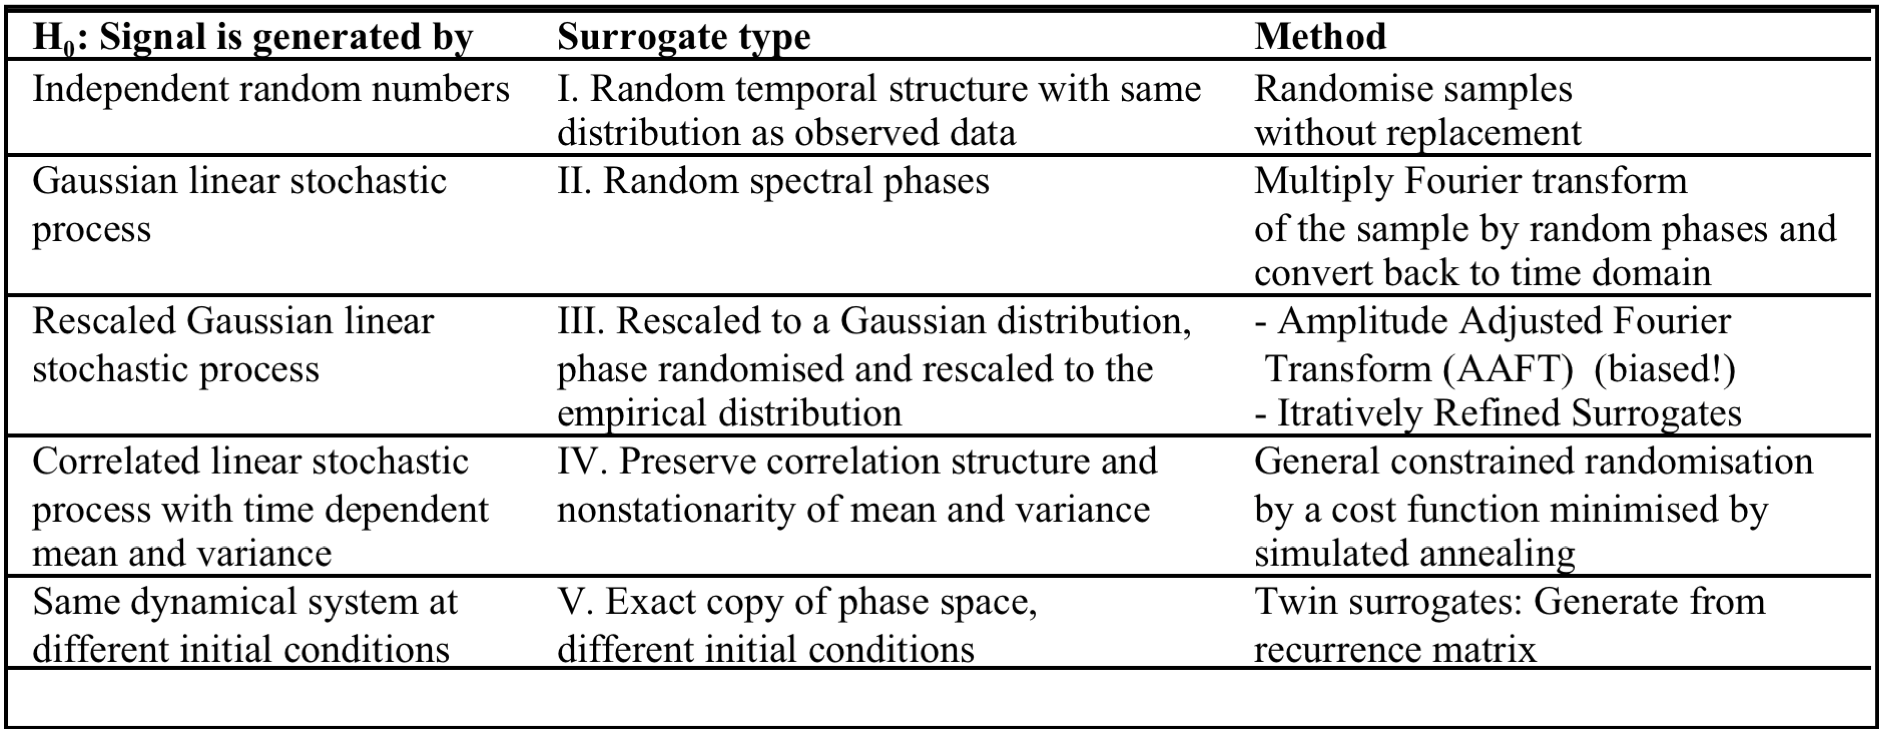 H₀: Signal is generated by Surrogate type Method
Independent random numbers I. Random temporal structure with same Randomise samples
distribution as observed data without replacement
Gaussian linear stochastic II. Random spectral phases Multiply Fourier transform
process of the sample by random phases and
convert back to time domain
Rescaled Gaussian linear III. Rescaled to a Gaussian distribution, - Amplitude Adjusted Fourier
stochastic process phase randomised and rescaled to the Transform (AAFT) (biased!)
empirical distribution - Itratively Refined Surrogates
Correlated linear stochastic IV. Preserve correlation structure and General constrained randomisation
process with time dependent nonstationarity of mean and variance by a cost function minimised by
mean and variance simulated annealing
Same dynamical system at V. Exact copy of phase space, Twin surrogates: Generate from
different initial conditions different initial conditions recurrence matrix